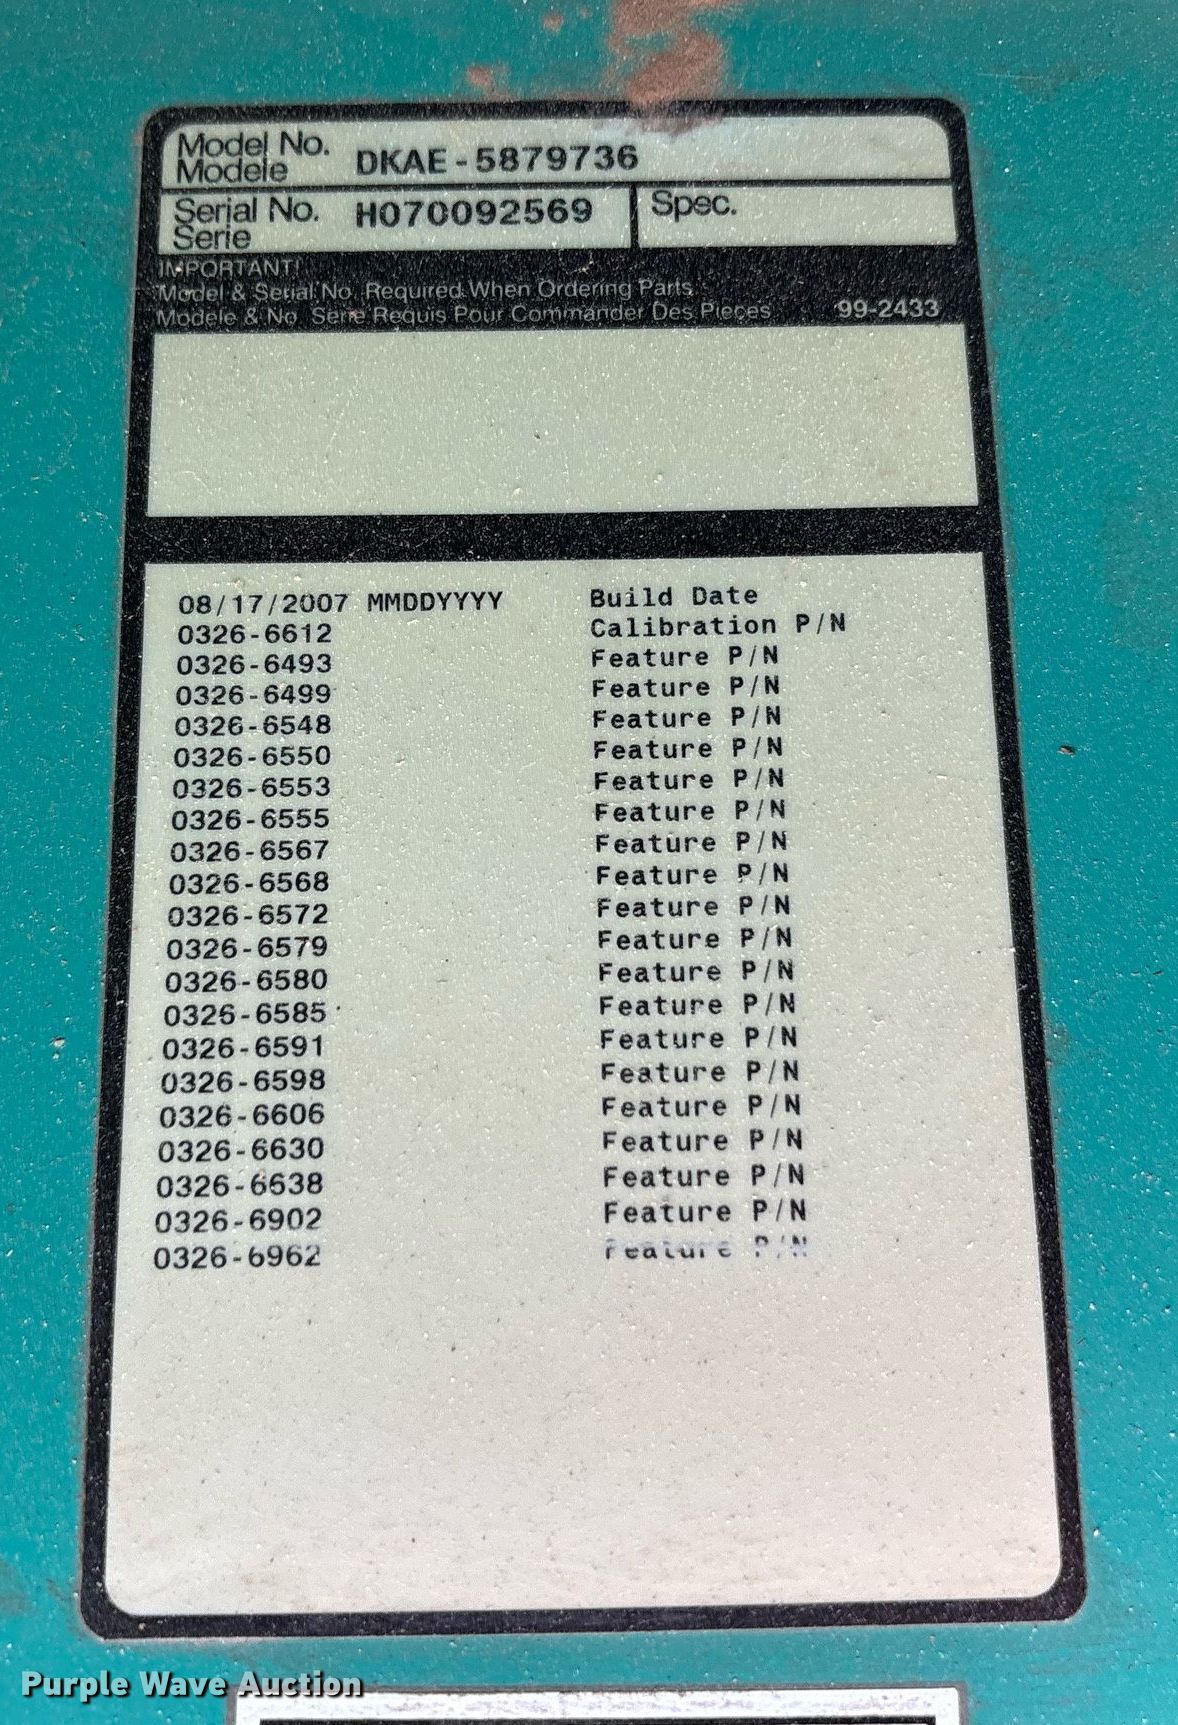 Model No. DKAE-5879736
Modele
Serial No. H070092569 Spec.
Serie
IMPORTANT!
Model & Serial No. Required When Ordering Parts
Modele & No Serie Requis Pour Commander Des Pieces 99-2433
08/17/2007 MMDDYYYY Build Date
0326-6612 Calibration P/N
0326-6493 Feature P/N
0326-6499 Feature P/N
0326-6548 Feature P/N
0326-6550 Feature P/N
0326-6553 Feature P/N
0326-6555 Feature P/N
0326-6567 Feature P/N
0326-6568 Feature P/N
0326-6572 Feature P/N
0326-6579 Feature P/N
0326-6580 Feature P/N
0326-6585 Feature P/N
0326-6591 Feature P/N
0326-6598 Feature P/N
0326-6606 Feature P/N
0326-6630 Feature P/N
0326-6638 Feature P/N
0326-6902 Feature P/N
0326-6962 Feature P/N
Purple Wave Auction